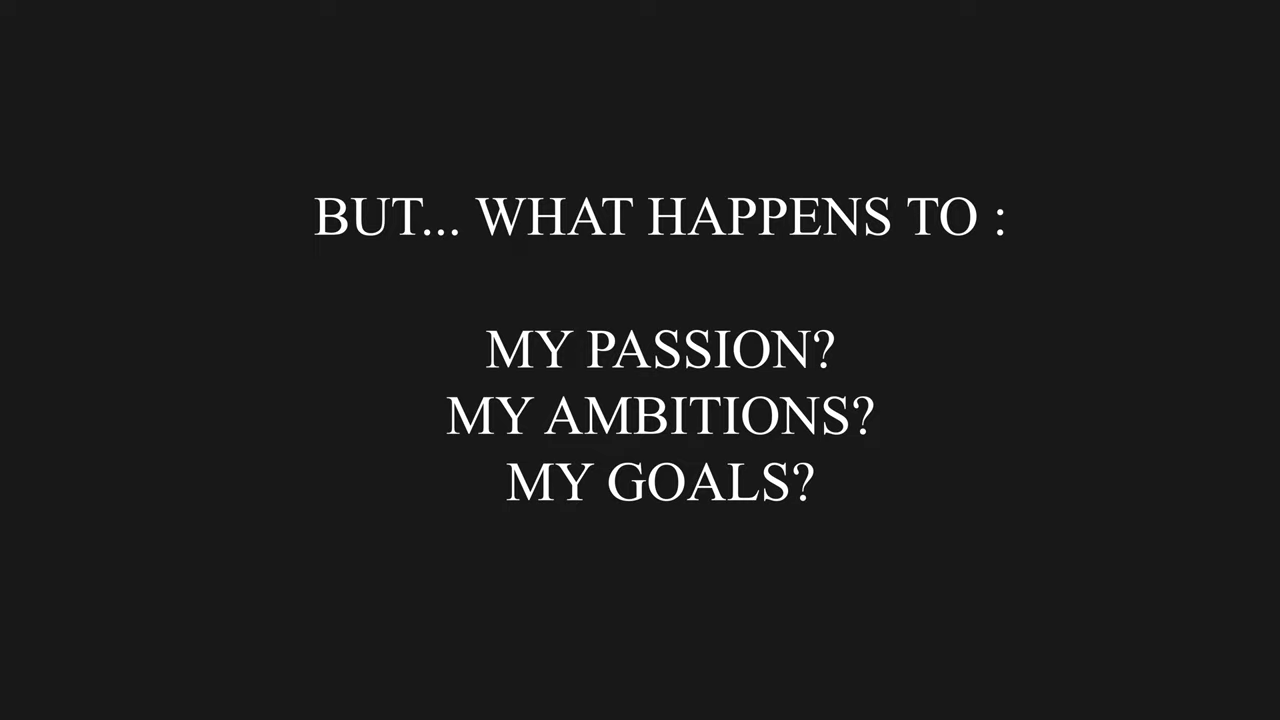 BUT... WHAT HAPPENS TO :
MY PASSION?
MY AMBITIONS?
MY GOALS?